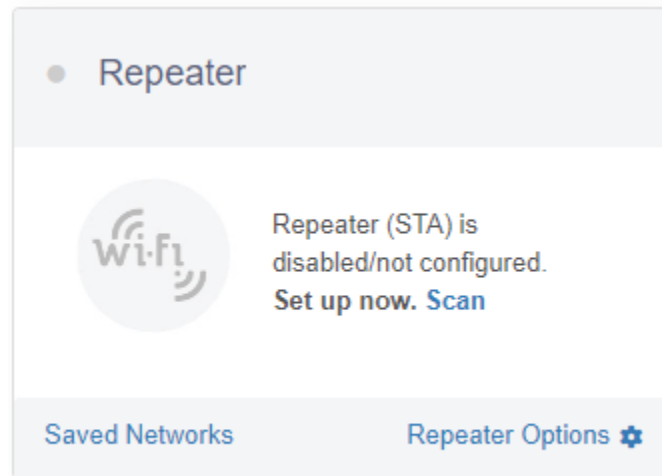 Repeater
Wi-Fi
Repeater (STA) is
disabled/not configured.
Set up now. Scan
Saved Networks
Repeater Options